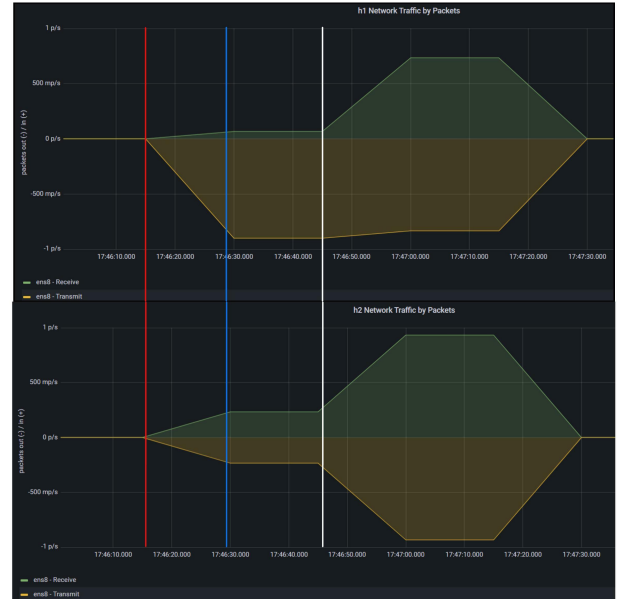 h1 Network Traffic by Packets
packets out (-) / in (+)
1 p/s
500 mp/s
0 p/s
-500 mp/s
-1 p/s
17:46:10.000 17:46:20.000 17:46:30.000 17:46:40.000 17:46:50.000 17:47:00.000 17:47:10.000 17:47:20.000 17:47:30.000
ens8 - Receive
ens8 - Transmit
h2 Network Traffic by Packets
packets out (-) / in (+)
1 p/s
500 mp/s
0 p/s
-500 mp/s
-1 p/s
17:46:10.000 17:46:20.000 17:46:30.000 17:46:40.000 17:46:50.000 17:47:00.000 17:47:10.000 17:47:20.000 17:47:30.000
ens8 - Receive
ens8 - Transmit